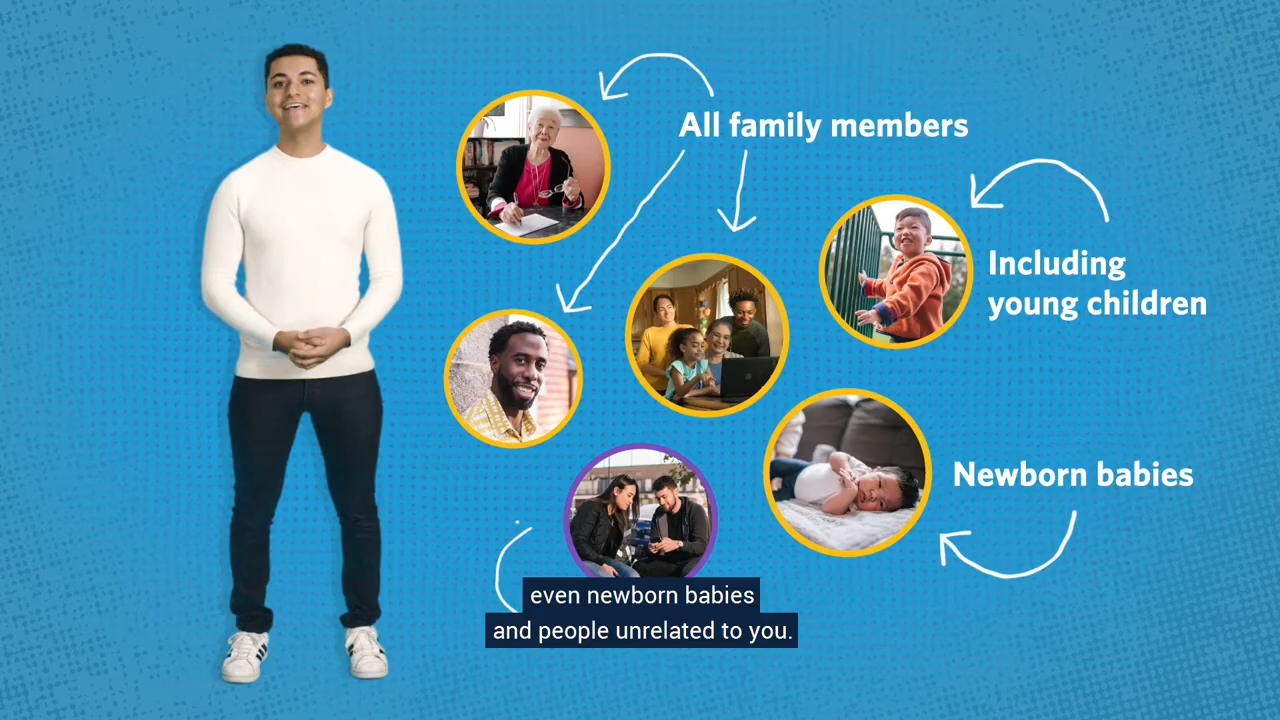 All family members
Including
young children
Newborn babies
even newborn babies
and people unrelated to you.